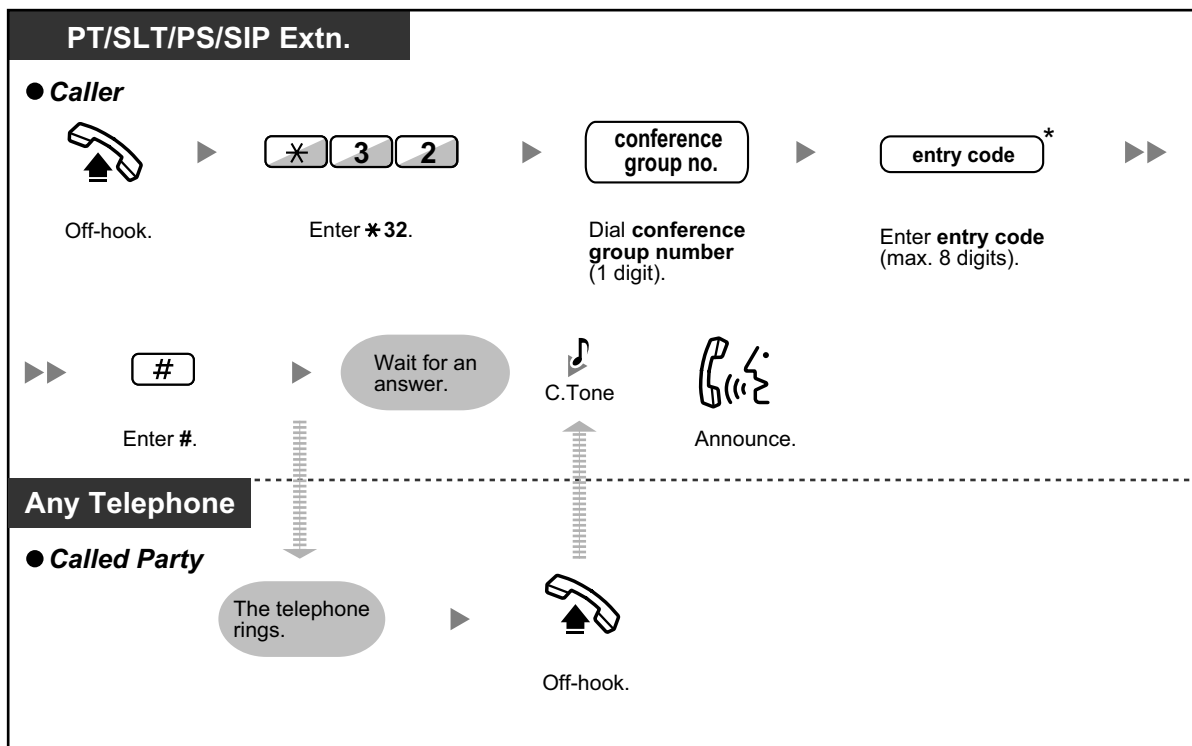 PT/SLT/PS/SIP Extn.
● Caller
* 3 2
conference
group no.
entry code*
Off-hook.
Enter *32.
Dial conference
group number
(1 digit).
Enter entry code
(max. 8 digits).
#
Wait for an
answer.
C.Tone
Enter #.
Announce.
Any Telephone
● Called Party
The telephone
rings.
Off-hook.